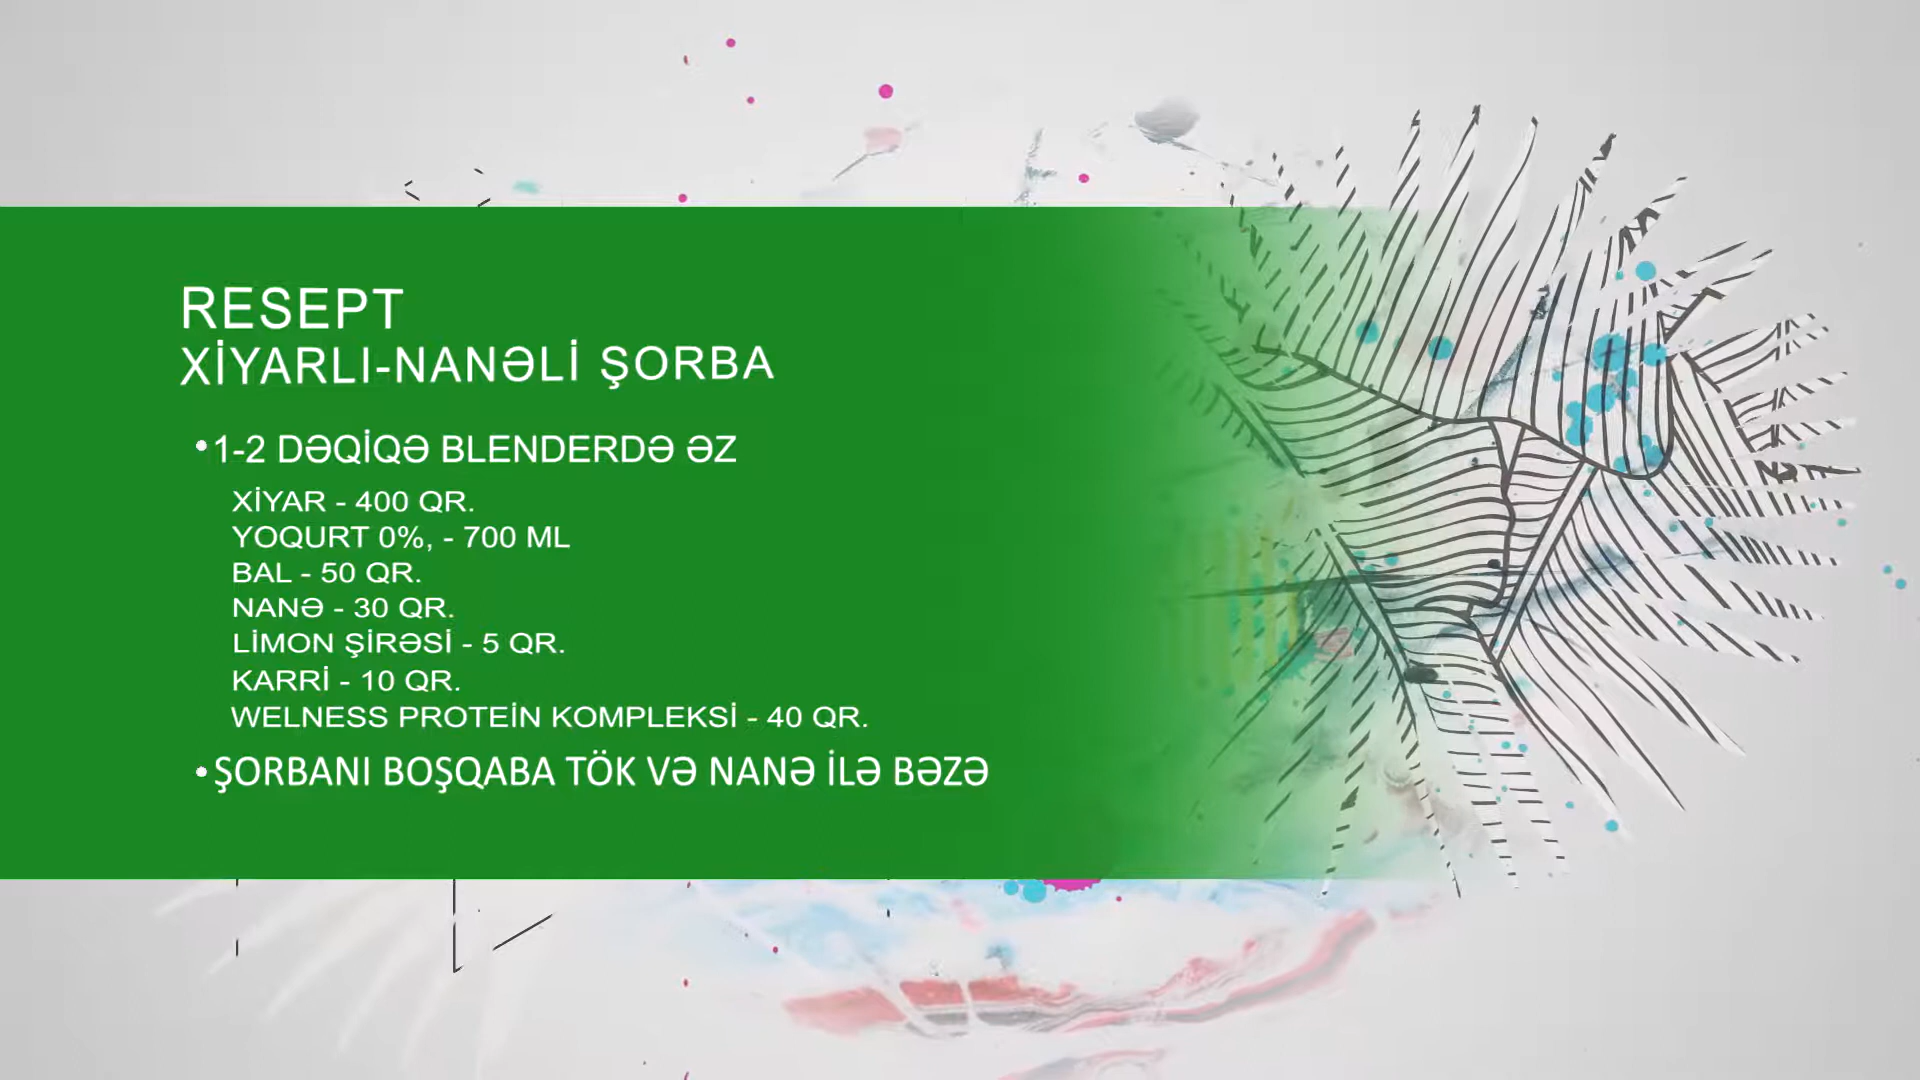 RESEPT
XİYARLI-NANƏLİ ŞORBA
•1-2 DƏQİQƏ BLENDERDƏ ƏZ
XİYAR - 400 QR.
YOQURT 0%, - 700 ML
BAL - 50 QR.
NANƏ - 30 QR.
LİMON ŞİRƏSİ - 5 QR.
KARRİ - 10 QR.
WELNESS PROTEİN KOMPLEKSİ - 40 QR.
•ŞORBANI BOŞQABA TÖK VƏ NANƏ İLƏ BƏZƏ